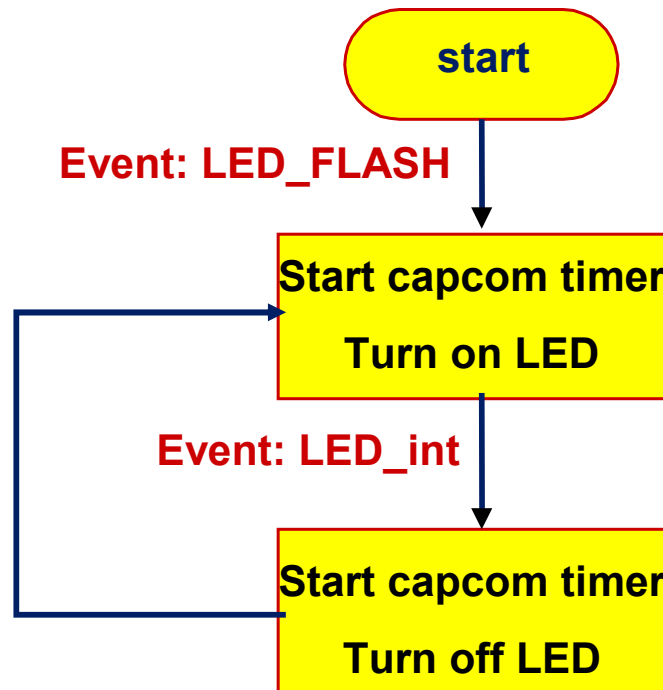 start
Event: LED_FLASH
Start capcom timer
Turn on LED
Event: LED_int
Start capcom timer
Turn off LED